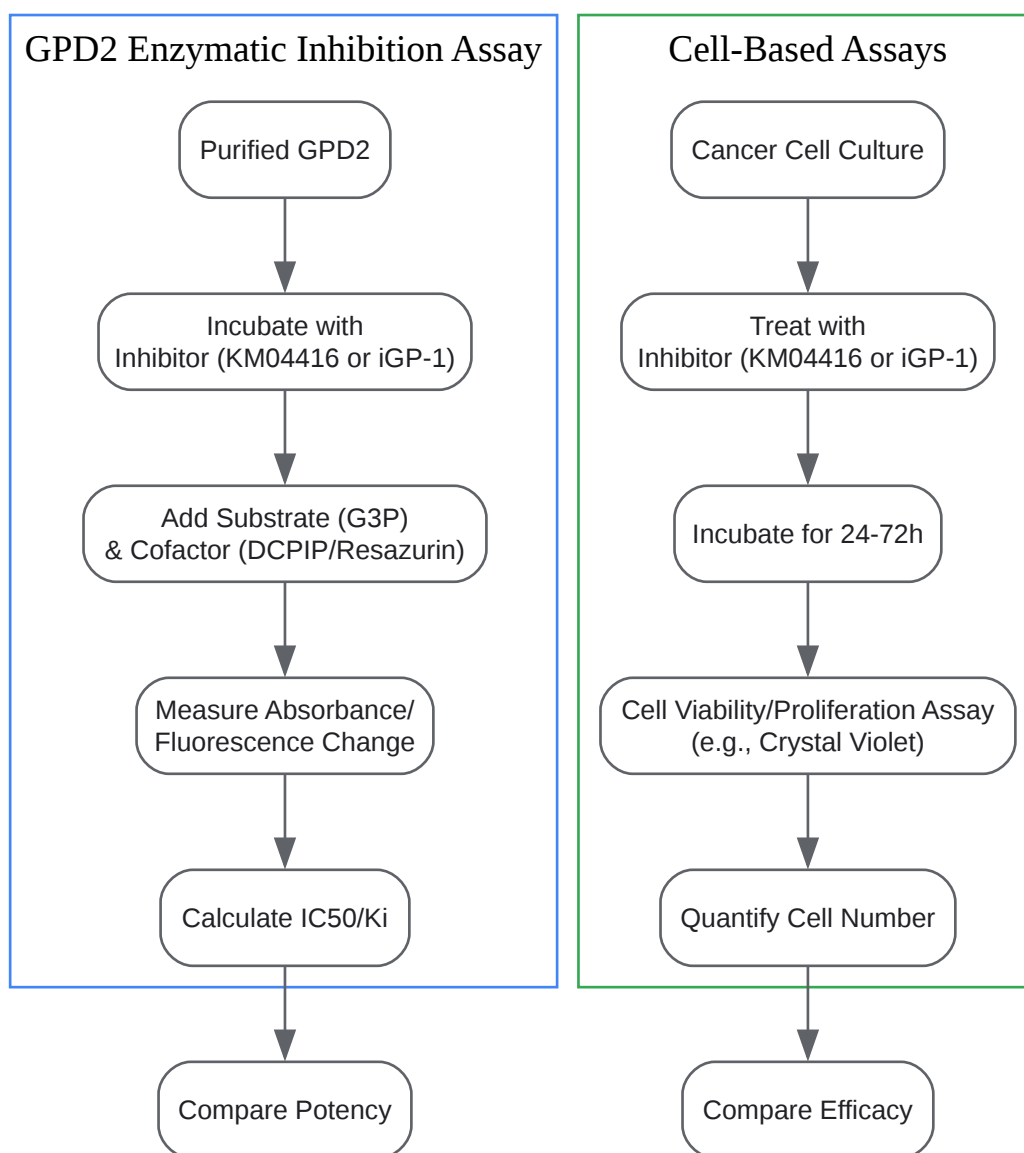 GPD2 Enzymatic Inhibition Assay
Purified GPD2
Incubate with
Inhibitor (KM04416 or iGP-1)
Add Substrate (G3P)
& Cofactor (DCPIP/Resazurin)
Measure Absorbance/
Fluorescence Change
Calculate IC50/Ki
Compare Potency
Cell-Based Assays
Cancer Cell Culture
Treat with
Inhibitor (KM04416 or iGP-1)
Incubate for 24-72h
Cell Viability/Proliferation Assay
(e.g., Crystal Violet)
Quantify Cell Number
Compare Efficacy